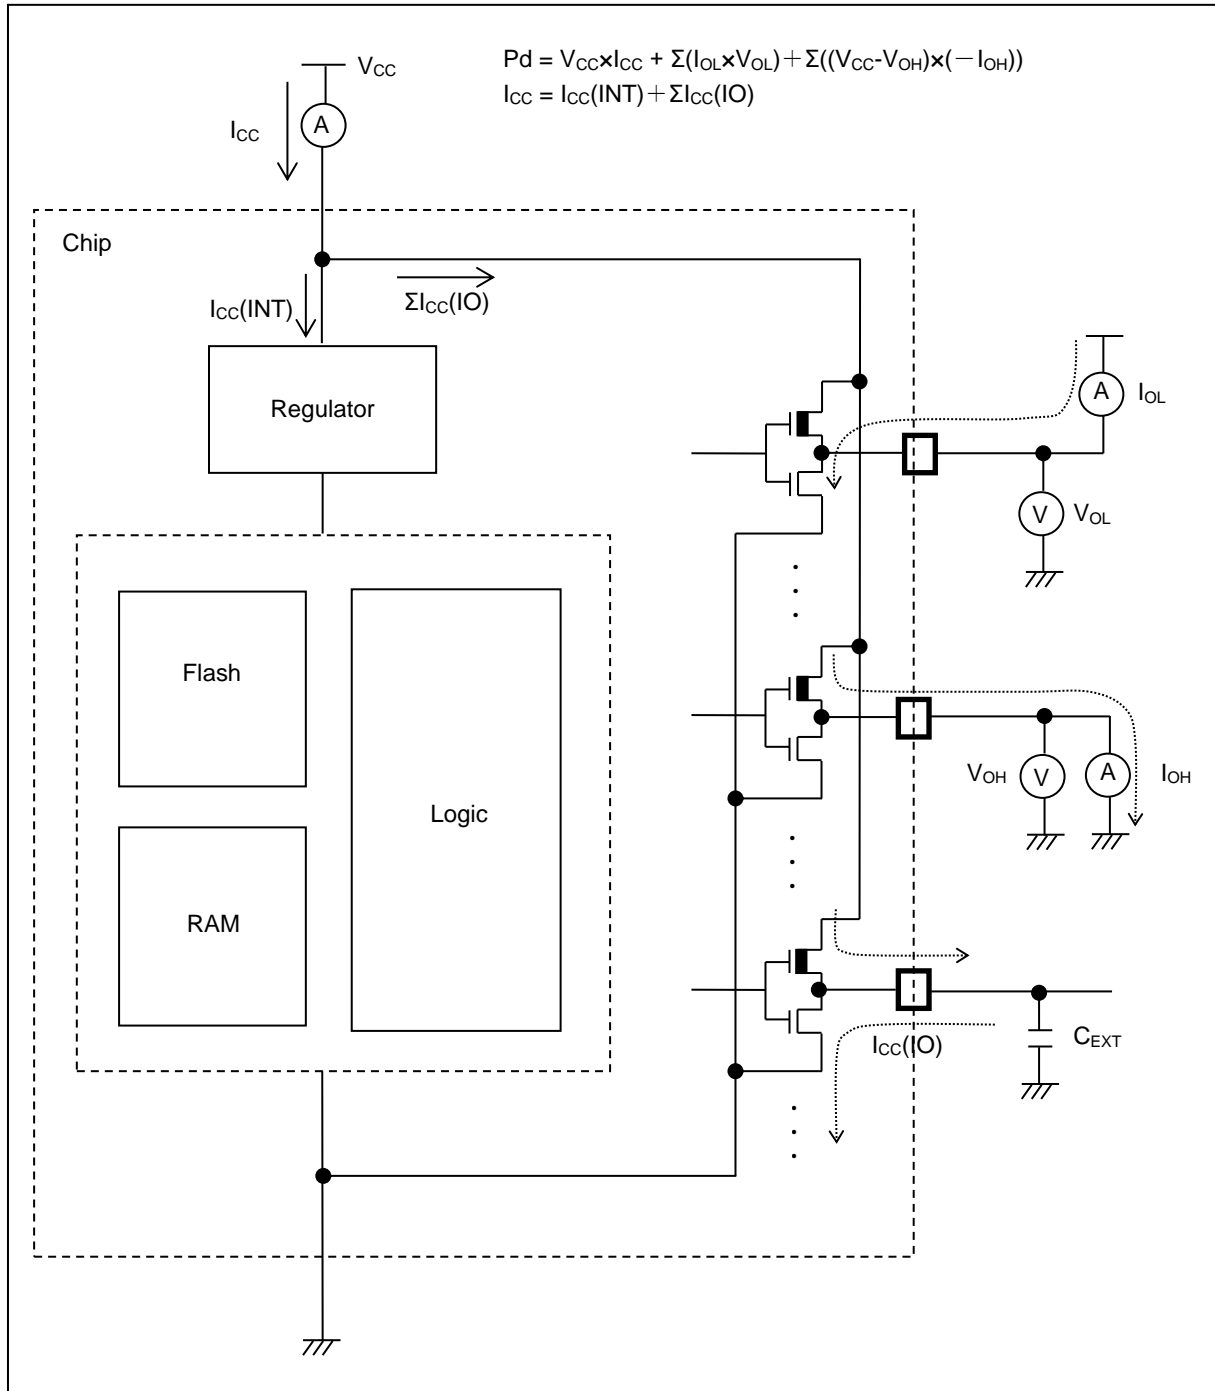 Pd = VCC×ICC + Σ(IOL×VOL)+Σ((VCC-VOH)×(－IOH))
ICC = ICC(INT)+ΣICC(IO)
VCC
A
ICC
Chip
ICC(INT)
ΣICC(IO)
Regulator
A
IOL
V
VOL
Flash
Logic
VOH
V
A
IOH
RAM
ICC(IO)
CEXT